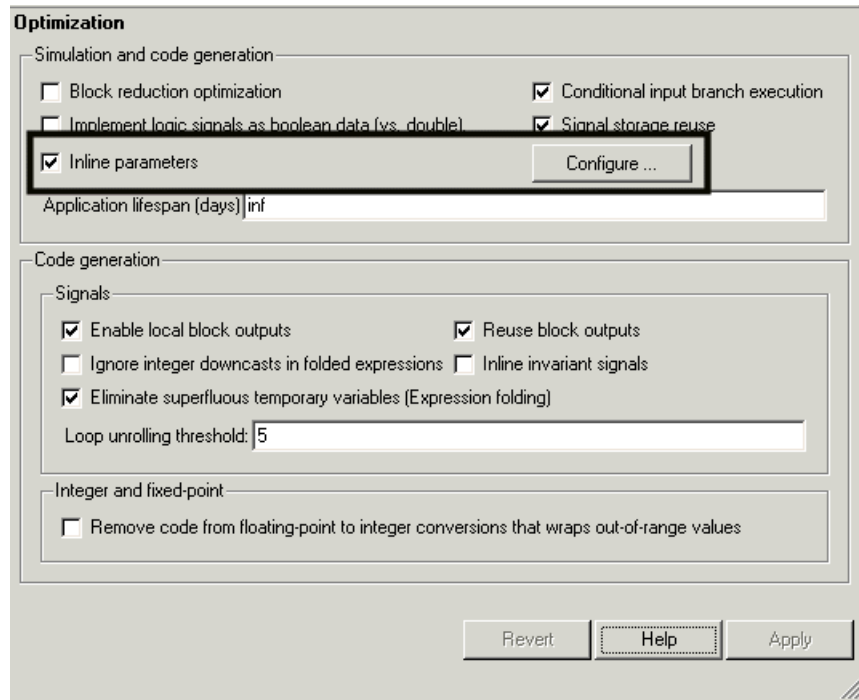 Optimization
Simulation and code generation
Block reduction optimization
Conditional input branch execution
Implement logic signals as boolean data (vs. double).
Signal storage reuse
Inline parameters
Configure ...
Application lifespan (days) inf
Code generation
Signals
Enable local block outputs
Reuse block outputs
Ignore integer downcasts in folded expressions
Inline invariant signals
Eliminate superfluous temporary variables (Expression folding)
Loop unrolling threshold: 5
Integer and fixed-point
Remove code from floating-point to integer conversions that wraps out-of-range values
Revert
Help
Apply